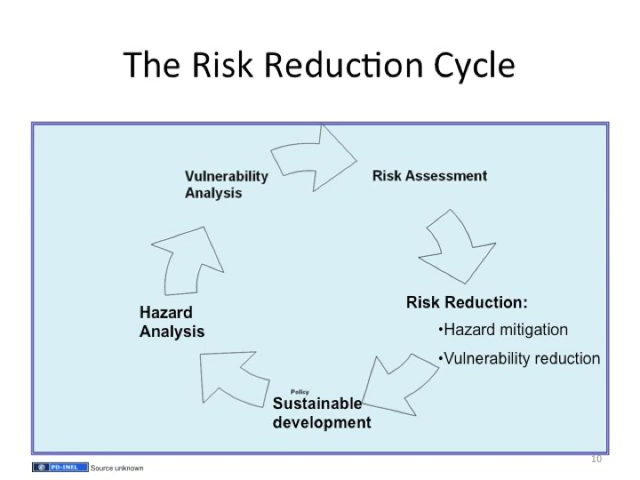 The Risk Reduction Cycle
Vulnerability
Analysis
Risk Assessment
Risk Reduction:
•Hazard mitigation
•Vulnerability reduction
Hazard
Analysis
Policy
Sustainable
development
10
PD-INEL Source unknown